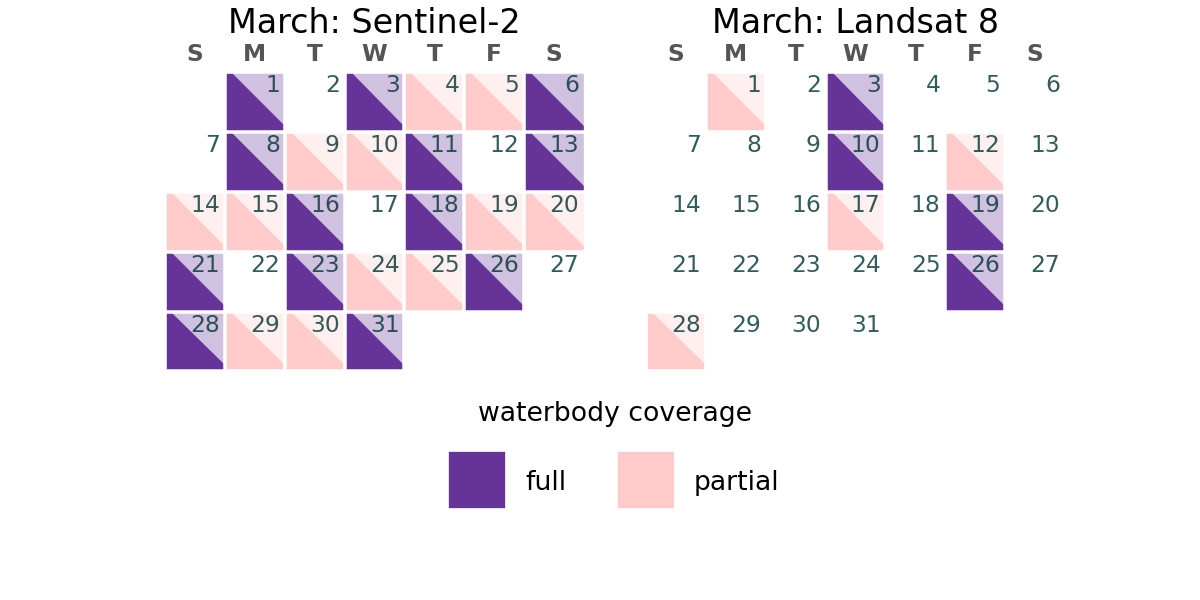 March: Sentinel-2
S M T W T F S
1 2 3 4 5 6
7 8 9 10 11 12 13
14 15 16 17 18 19 20
21 22 23 24 25 26 27
28 29 30 31
March: Landsat 8
S M T W T F S
1 2 3 4 5 6
7 8 9 10 11 12 13
14 15 16 17 18 19 20
21 22 23 24 25 26 27
28 29 30 31
waterbody coverage
full
partial